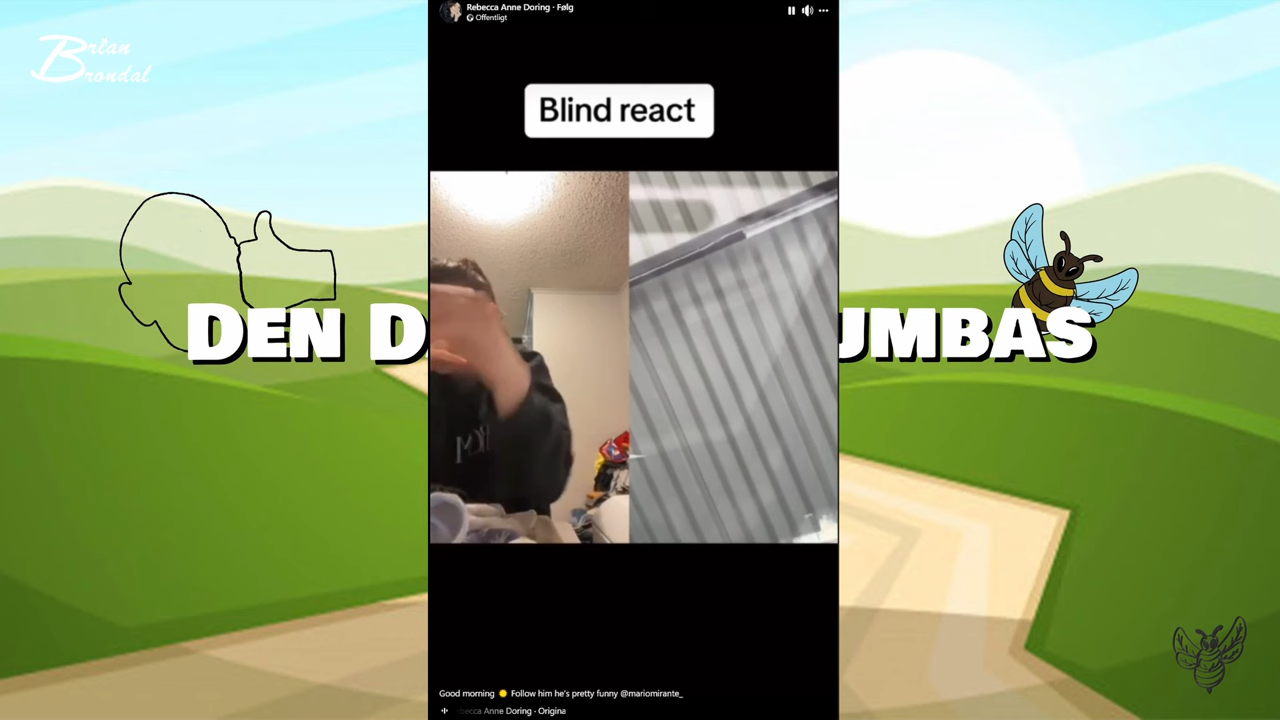 Rebecca Anne Doring · Følg
Offentligt
Brian
Brondal
Blind react
DEN D
UMBAS
Good morning 🌞 Follow him he's pretty funny @mariomirante_
ecca Anne Doring · Origina